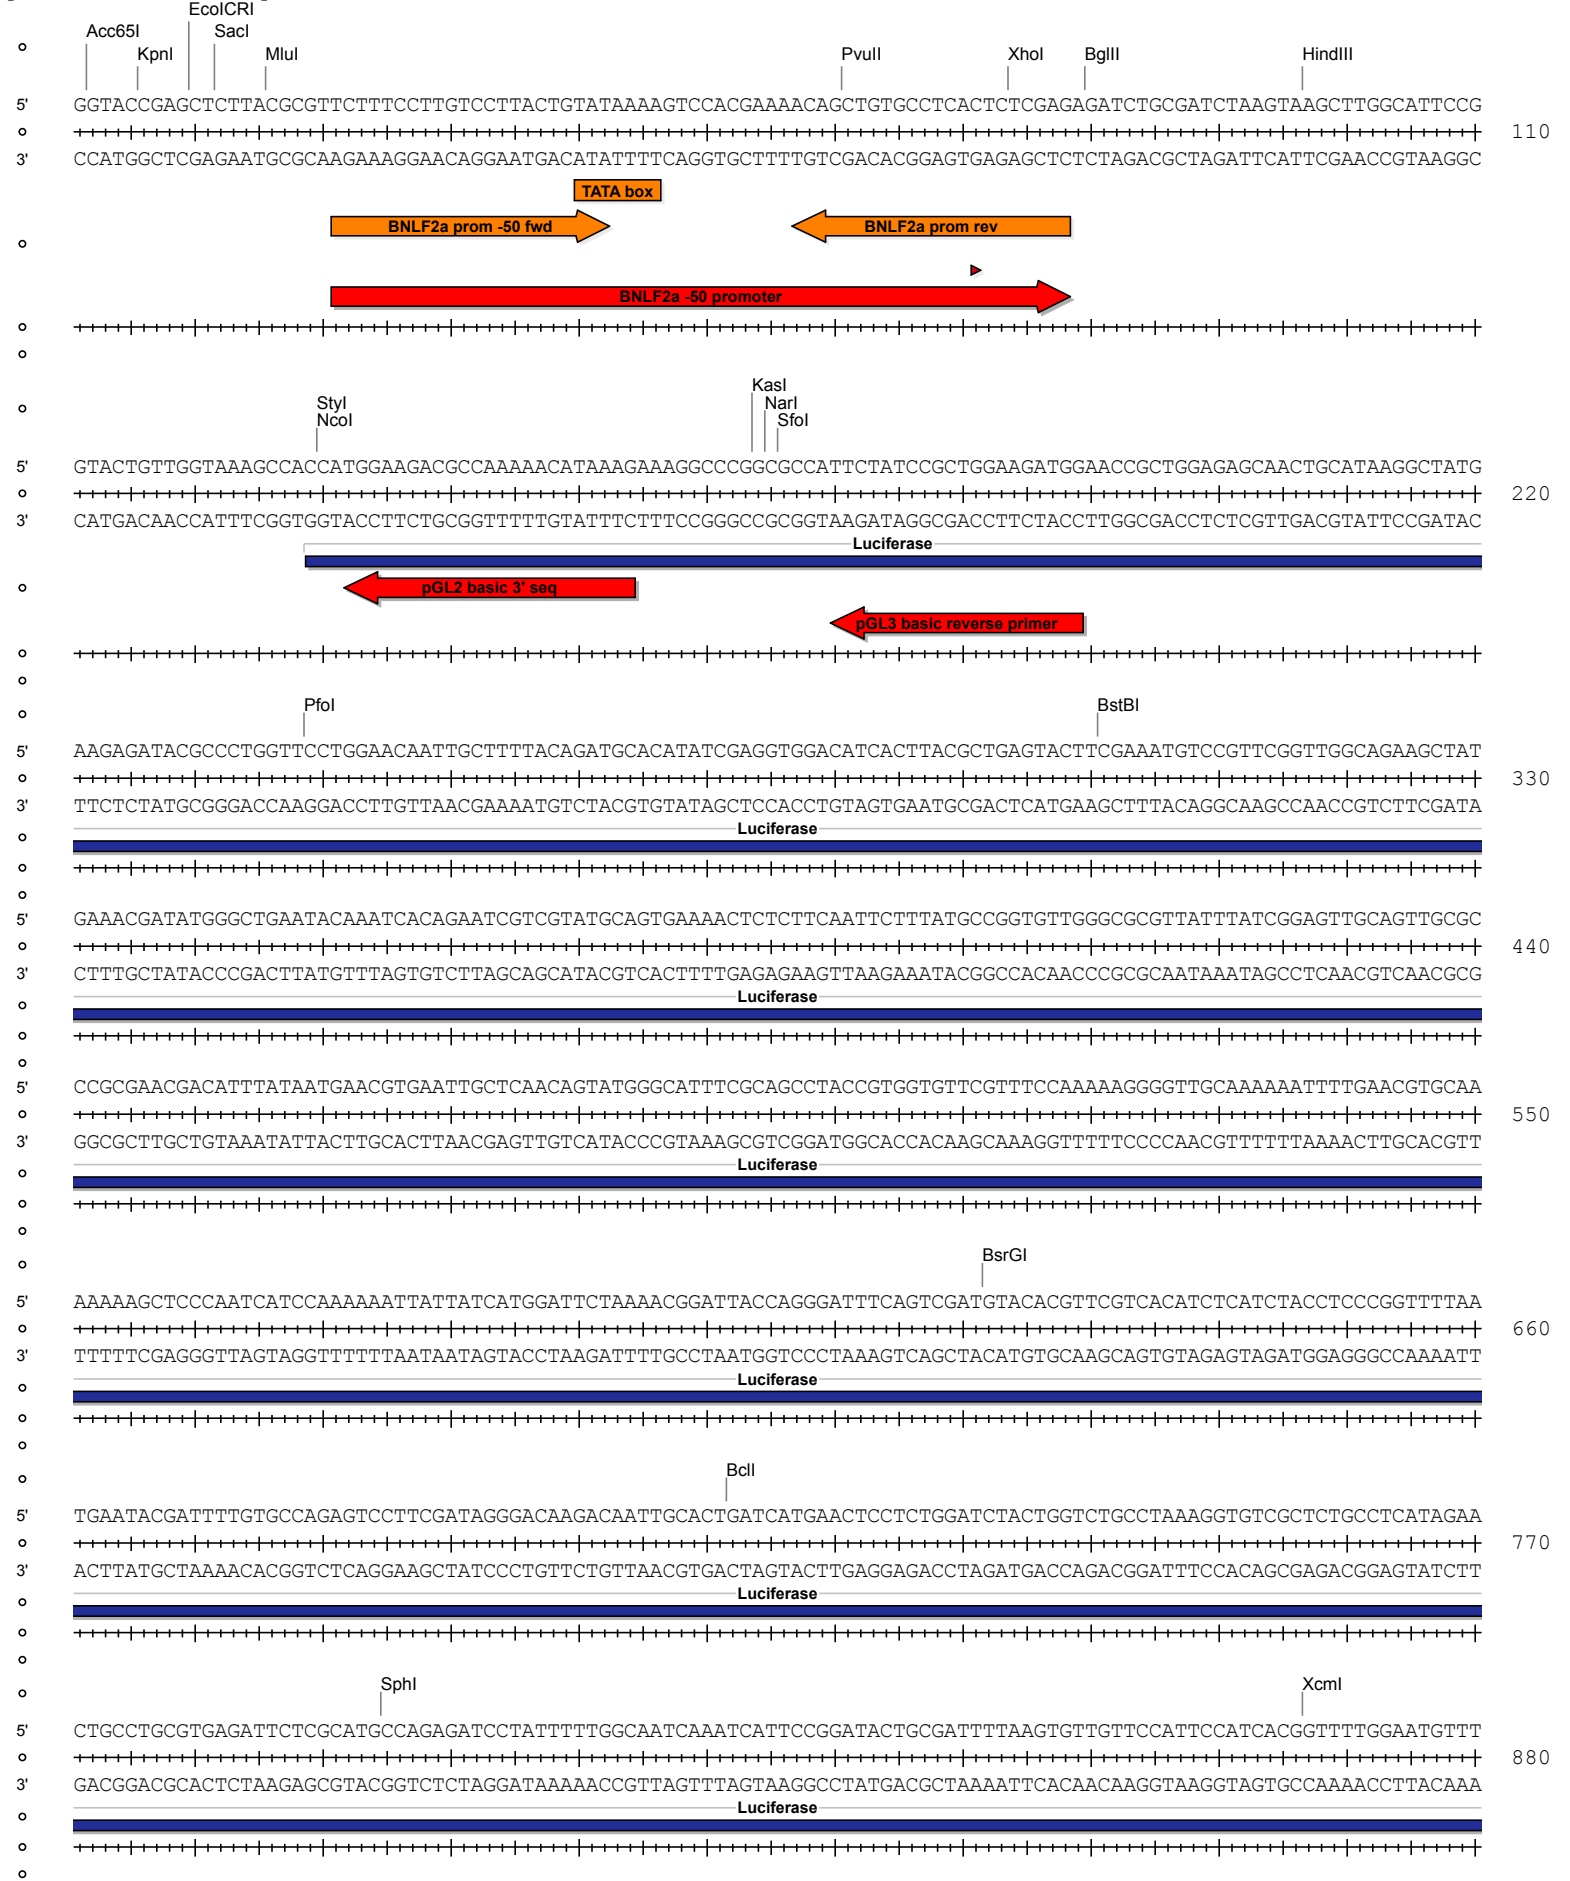 EcoICRI
Acc65I SacI
KpnI MluI PvuII XhoI BglII HindIII
5' GGTACCGAGCTCTTACGCGTTCTTTCCTTGTCCTTACTGTATAAAAGTCCACGAAAACAGCTGTGCCTCACTCTCGAGAGATCTGCGATCTAAGTAAGCTTGGCATTCCG
110
3' CCATGGCTCGAGAATGCGCAAGAAAGGAACAGGAATGACATATTTTCAGGTGCTTTTGTCGACACGGAGTGAGAGCTCTCTAGACGCTAGATTCATTCGAACCGTAAGGC
TATA box
BNLF2a prom -50 fwd BNLF2a prom rev
BNLF2a -50 promoter
KasI
StyI NarI
NcoI SfoI
5' GTACTGTTGGTAAAGCCACCATGGAAGACGCCAAAAACATAAAGAAAGGCCCGGCGCCATTCTATCCGCTGGAAGATGGAACCGCTGGAGAGCAACTGCATAAGGCTATG
220
3' CATGACAACCATTTCGGTGGTACCTTCTGCGGTTTTTGTATTTCTTTCCGGGCCGCGGTAAGATAGGCGACCTTCTACCTTGGCGACCTCTCGTTGACGTATTCCGATAC
Luciferase
pGL2 basic 3' seq
pGL3 basic reverse primer
PfoI BstBI
5' AAGAGATACGCCCTGGTTCCTGGAACAATTGCTTTTACAGATGCACATATCGAGGTGGACATCACTTACGCTGAGTACTTCGAAATGTCCGTTCGGTTGGCAGAAGCTAT
330
3' TTCTCTATGCGGGACCAAGGACCTTGTTAACGAAAATGTCTACGTGTATAGCTCCACCTGTAGTGAATGCGACTCATGAAGCTTTACAGGCAAGCCAACCGTCTTCGATA
Luciferase
5' GAAACGATATGGGCTGAATACAAATCACAGAATCGTCGTATGCAGTGAAAACTCTCTTCAATTCTTTATGCCGGTGTTGGGCGCGTTATTTATCGGAGTTGCAGTTGCGC
440
3' CTTTGCTATACCCGACTTATGTTTAGTGTCTTAGCAGCATACGTCACTTTTGAGAGAAGTTAAGAAATACGGCCACAACCCGCGCAATAAATAGCCTCAACGTCAACGCG
Luciferase
5' CCGCGAACGACATTTATAATGAACGTGAATTGCTCAACAGTATGGGCATTTCGCAGCCTACCGTGGTGTTCGTTTCCAAAAAGGGGTTGCAAAAAATTTTGAACGTGCAA
550
3' GGCGCTTGCTGTAAATATTACTTGCACTTAACGAGTTGTCATACCCGTAAAGCGTCGGATGGCACCACAAGCAAAGGTTTTTCCCCAACGTTTTTTAAAACTTGCACGTT
Luciferase
BsrGI
5' AAAAAGCTCCCAATCATCCAAAAAATTATTATCATGGATTCTAAAACGGATTACCAGGGATTTCAGTCGATGTACACGTTCGTCACATCTCATCTACCTCCCGGTTTTAA
660
3' TTTTTCGAGGGTTAGTAGGTTTTTTAATAATAGTACCTAAGATTTTGCCTAATGGTCCCTAAAGTCAGCTACATGTGCAAGCAGTGTAGAGTAGATGGAGGGCCAAAATT
Luciferase
BclI
5' TGAATACGATTTTGTGCCAGAGTCCTTCGATAGGGACAAGACAATTGCACTGATCATGAACTCCTCTGGATCTACTGGTCTGCCTAAAGGTGTCGCTCTGCCTCATAGAA
770
3' ACTTATGCTAAAACACGGTCTCAGGAAGCTATCCCTGTTCTGTTAACGTGACTAGTACTTGAGGAGACCTAGATGACCAGACGGATTTCCACAGCGAGACGGAGTATCTT
Luciferase
SphI XcmI
5' CTGCCTGCGTGAGATTCTCGCATGCCAGAGATCCTATTTTTGGCAATCAAATCATTCCGGATACTGCGATTTTAAGTGTTGTTCCATTCCATCACGGTTTTGGAATGTTT
880
3' GACGGACGCACTCTAAGAGCGTACGGTCTCTAGGATAAAAACCGTTAGTTTAGTAAGGCCTATGACGCTAAAATTCACAACAAGGTAAGGTAGTGCCAAAACCTTACAAA
Luciferase